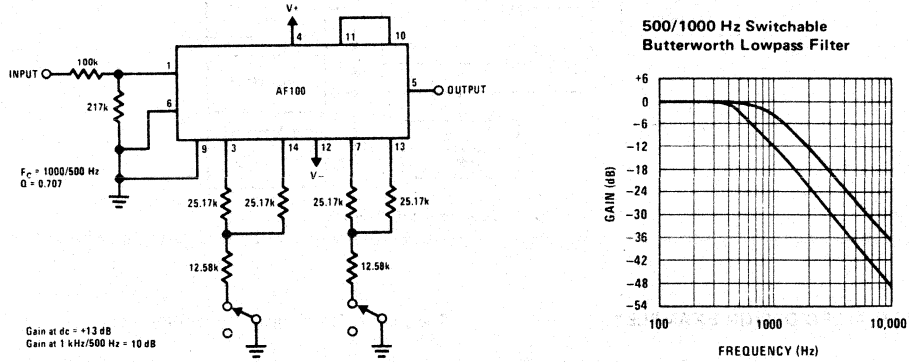 V+
4
11
10
INPUT
100k
1
AF100
5
OUTPUT
217k
6
9
3
14
12
7
13
V–
F_C = 1000/500 Hz
Q = 0.707
25.17k
25.17k
25.17k
25.17k
12.58k
12.58k
Gain at dc = +13 dB
Gain at 1 kHz/500 Hz = 10 dB
500/1000 Hz Switchable
Butterworth Lowpass Filter
+6
0
–6
–12
–18
–24
–30
–36
–42
–48
–54
GAIN (dB)
100
1000
10,000
FREQUENCY (Hz)